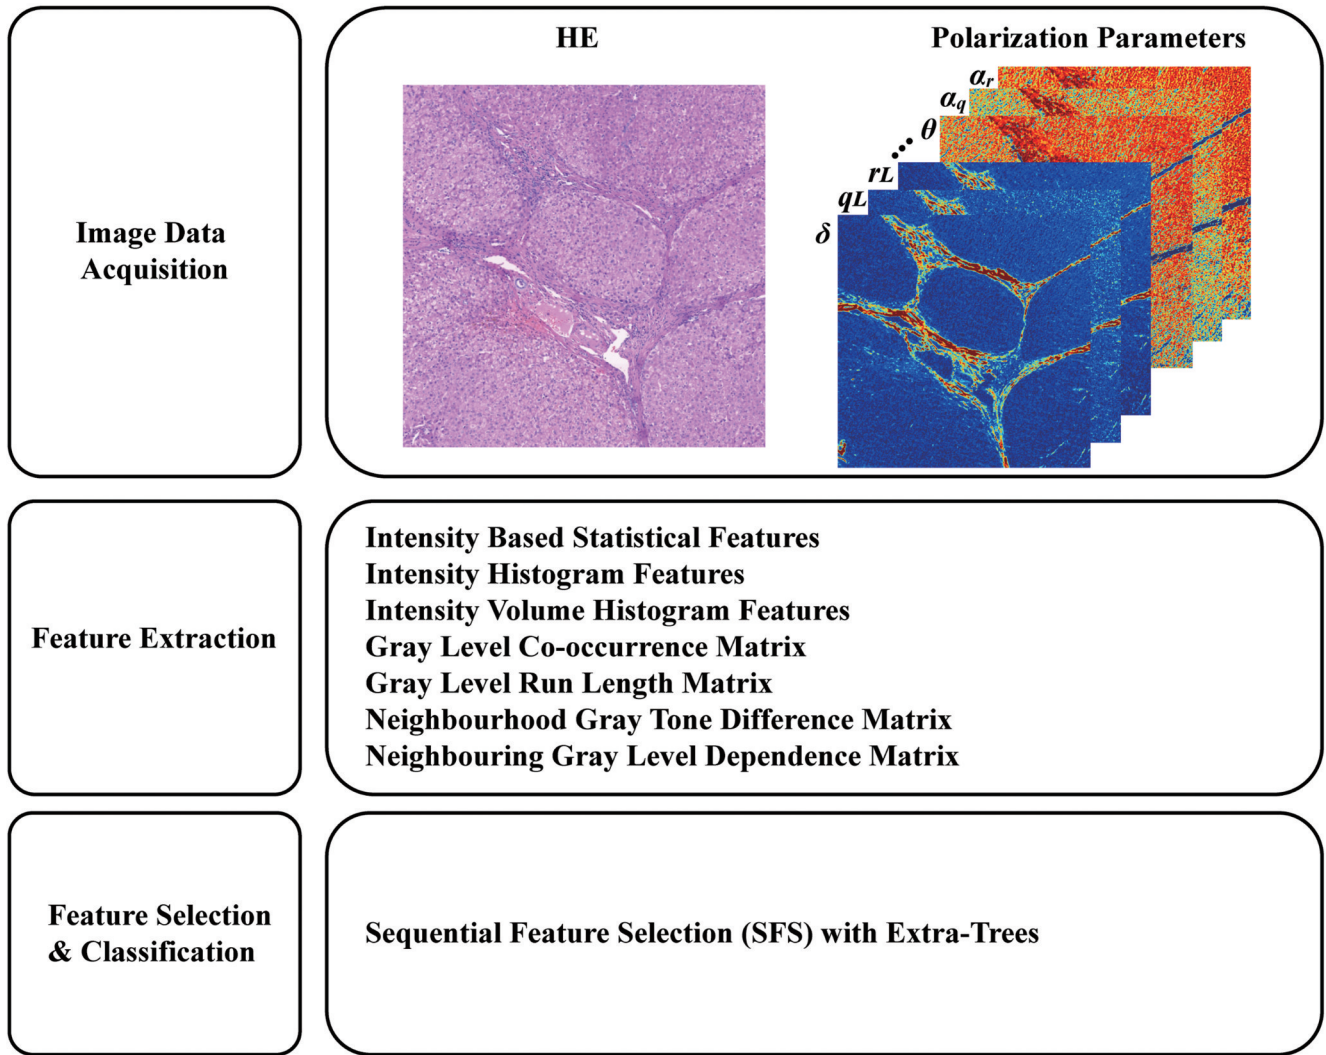 HE
Polarization Parameters
αr
αq
θ
rL
qL
δ
Image Data
Acquisition
Feature Extraction
Intensity Based Statistical Features
Intensity Histogram Features
Intensity Volume Histogram Features
Gray Level Co-occurrence Matrix
Gray Level Run Length Matrix
Neighbourhood Gray Tone Difference Matrix
Neighbouring Gray Level Dependence Matrix
Feature Selection
& Classification
Sequential Feature Selection (SFS) with Extra-Trees